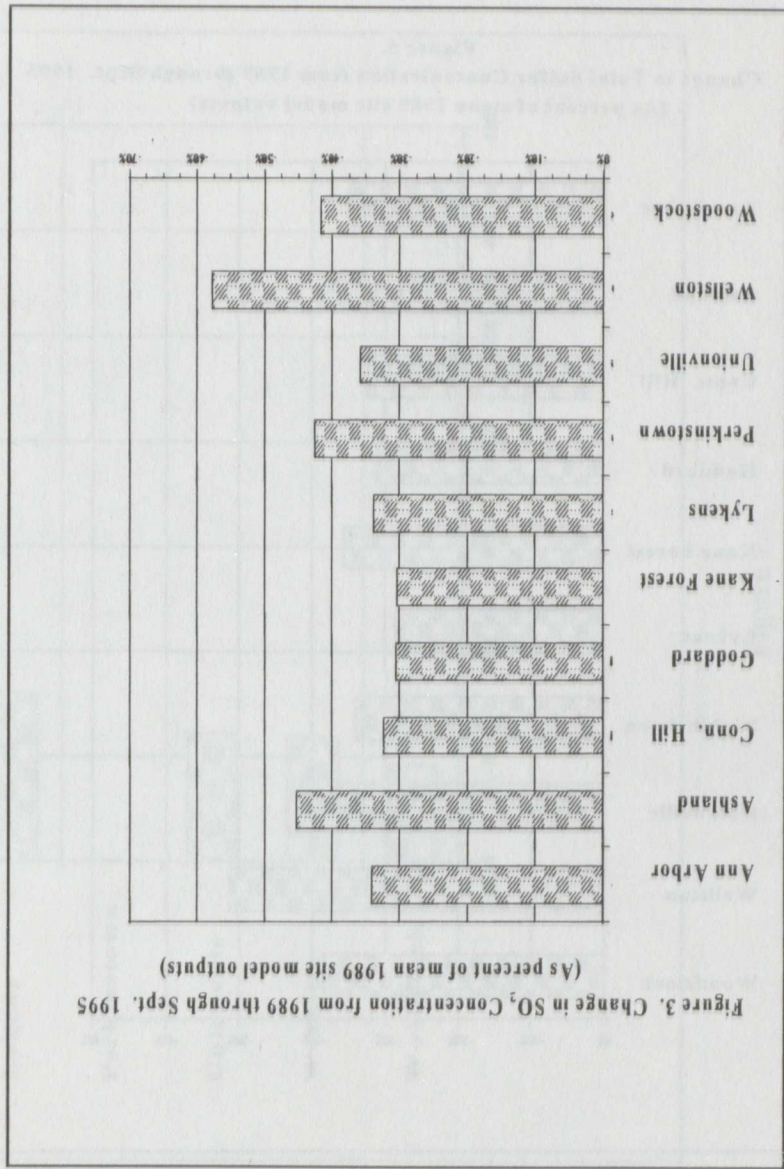 Figure 3. Change in SO₂ Concentration from 1989 through Sept. 1995
(As percent of mean 1989 site model outputs)
Ann Arbor
Ashland
Conn. Hill
Goddard
Kane Forest
Lykens
Perkinstown
Unionville
Wellston
Woodstock
0% -10% -20% -30% -40% -50% -60% -70%